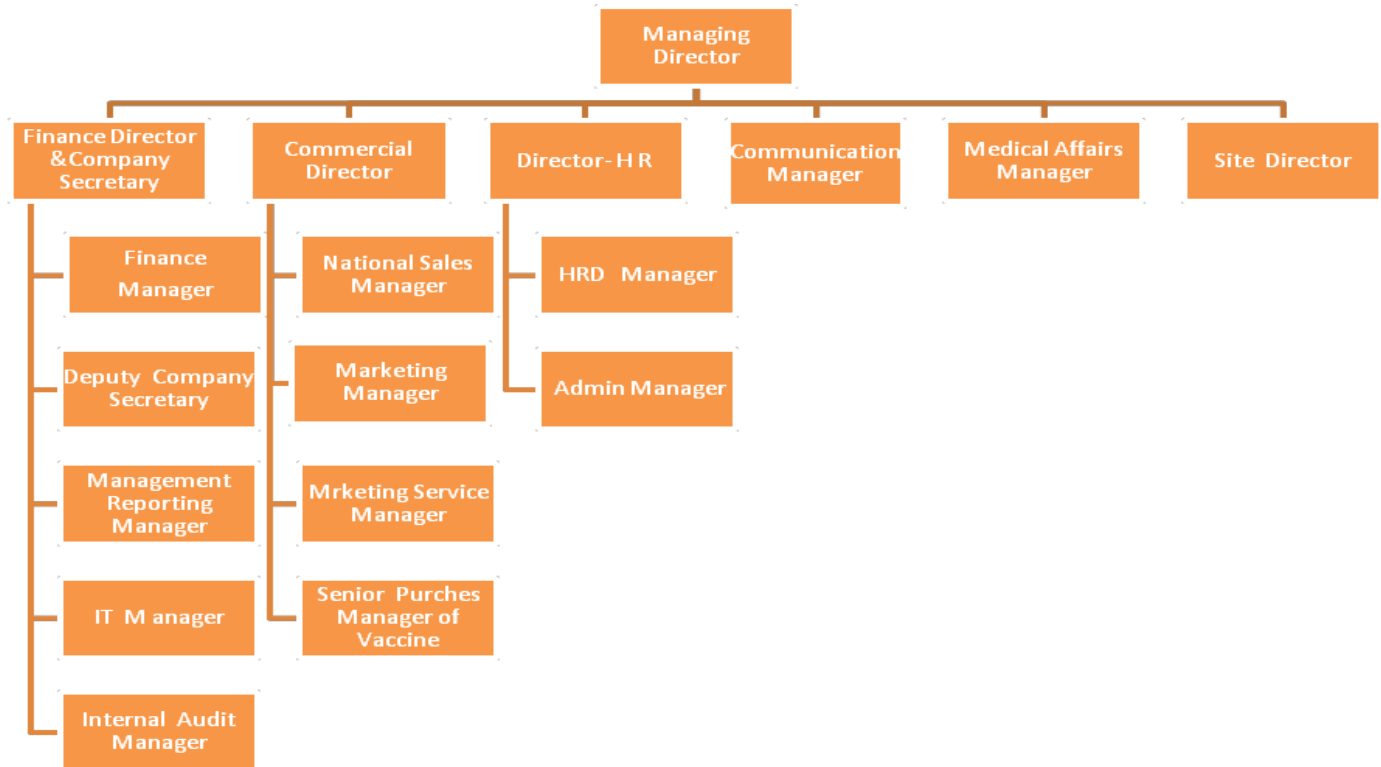 Managing
Director
Finance Director
&Company
Secretary
Commercial
Director
Director- H R
Communication
Manager
Medical Affairs
Manager
Site Director
Finance
Manager
Deputy Company
Secretary
Management
Reporting
Manager
IT M anager
Internal Audit
Manager
National Sales
Manager
Marketing
Manager
Mrketing Service
Manager
Senior Purches
Manager of
Vaccine
HRD Manager
Admin Manager